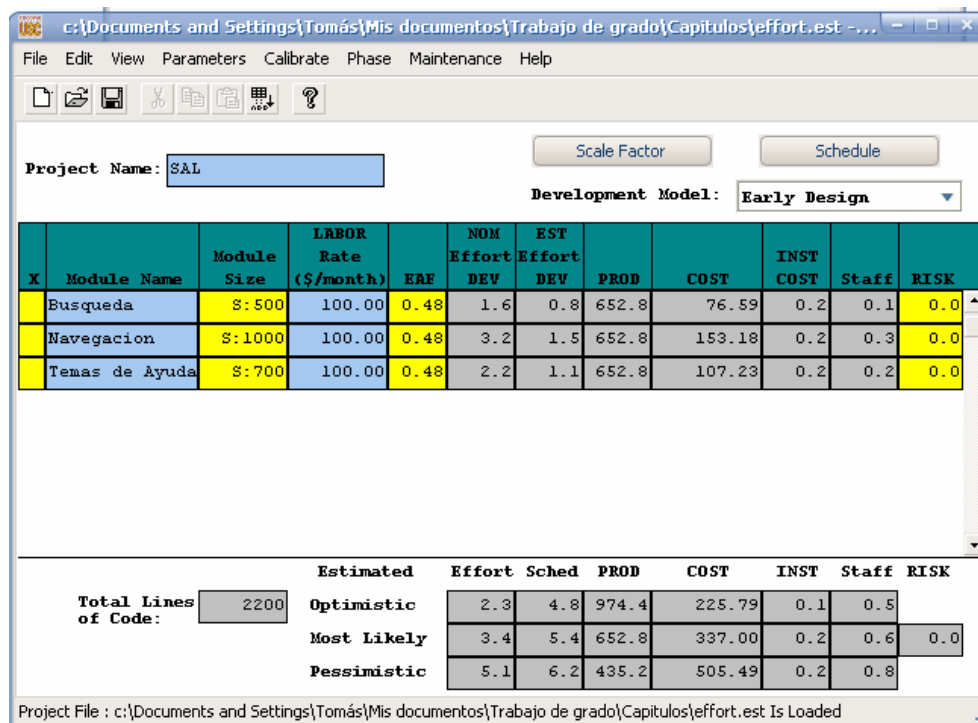 c:\Documents and Settings\Tomás\Mis documentos\Trabajo de grado\Capitulos\effort.est -...
File Edit View Parameters Calibrate Phase Maintenance Help
Project Name: SAL
Scale Factor Schedule
Development Model: Early Design
X Module Name Module Size LABOR Rate ($/month) EAF NOM Effort DEV EST Effort DEV PROD COST INST COST Staff RISK
Busqueda S:500 100.00 0.48 1.6 0.8 652.8 76.59 0.2 0.1 0.0
Navegacion S:1000 100.00 0.48 3.2 1.5 652.8 153.18 0.2 0.3 0.0
Temas de Ayuda S:700 100.00 0.48 2.2 1.1 652.8 107.23 0.2 0.2 0.0
Estimated Effort Sched PROD COST INST Staff RISK
Total Lines of Code: 2200
Optimistic 2.3 4.8 974.4 225.79 0.1 0.5
Most Likely 3.4 5.4 652.8 337.00 0.2 0.6 0.0
Pessimistic 5.1 6.2 435.2 505.49 0.2 0.8
Project File : c:\Documents and Settings\Tomás\Mis documentos\Trabajo de grado\Capitulos\effort.est Is Loaded